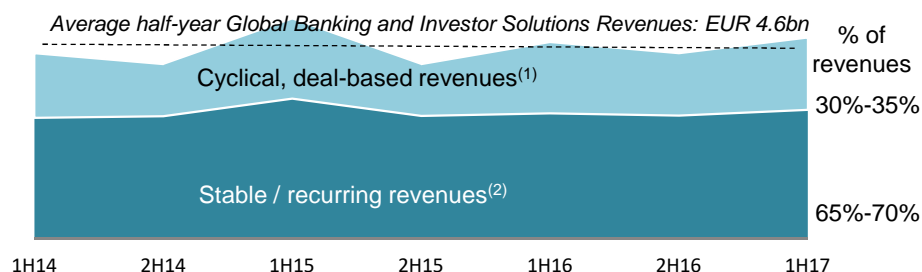 Average half-year Global Banking and Investor Solutions Revenues: EUR 4.6bn
% of
revenues
Cyclical, deal-based revenues(1)
30%-35%
Stable / recurring revenues(2)
65%-70%
1H14 2H14 1H15 2H15 1H16 2H16 1H17